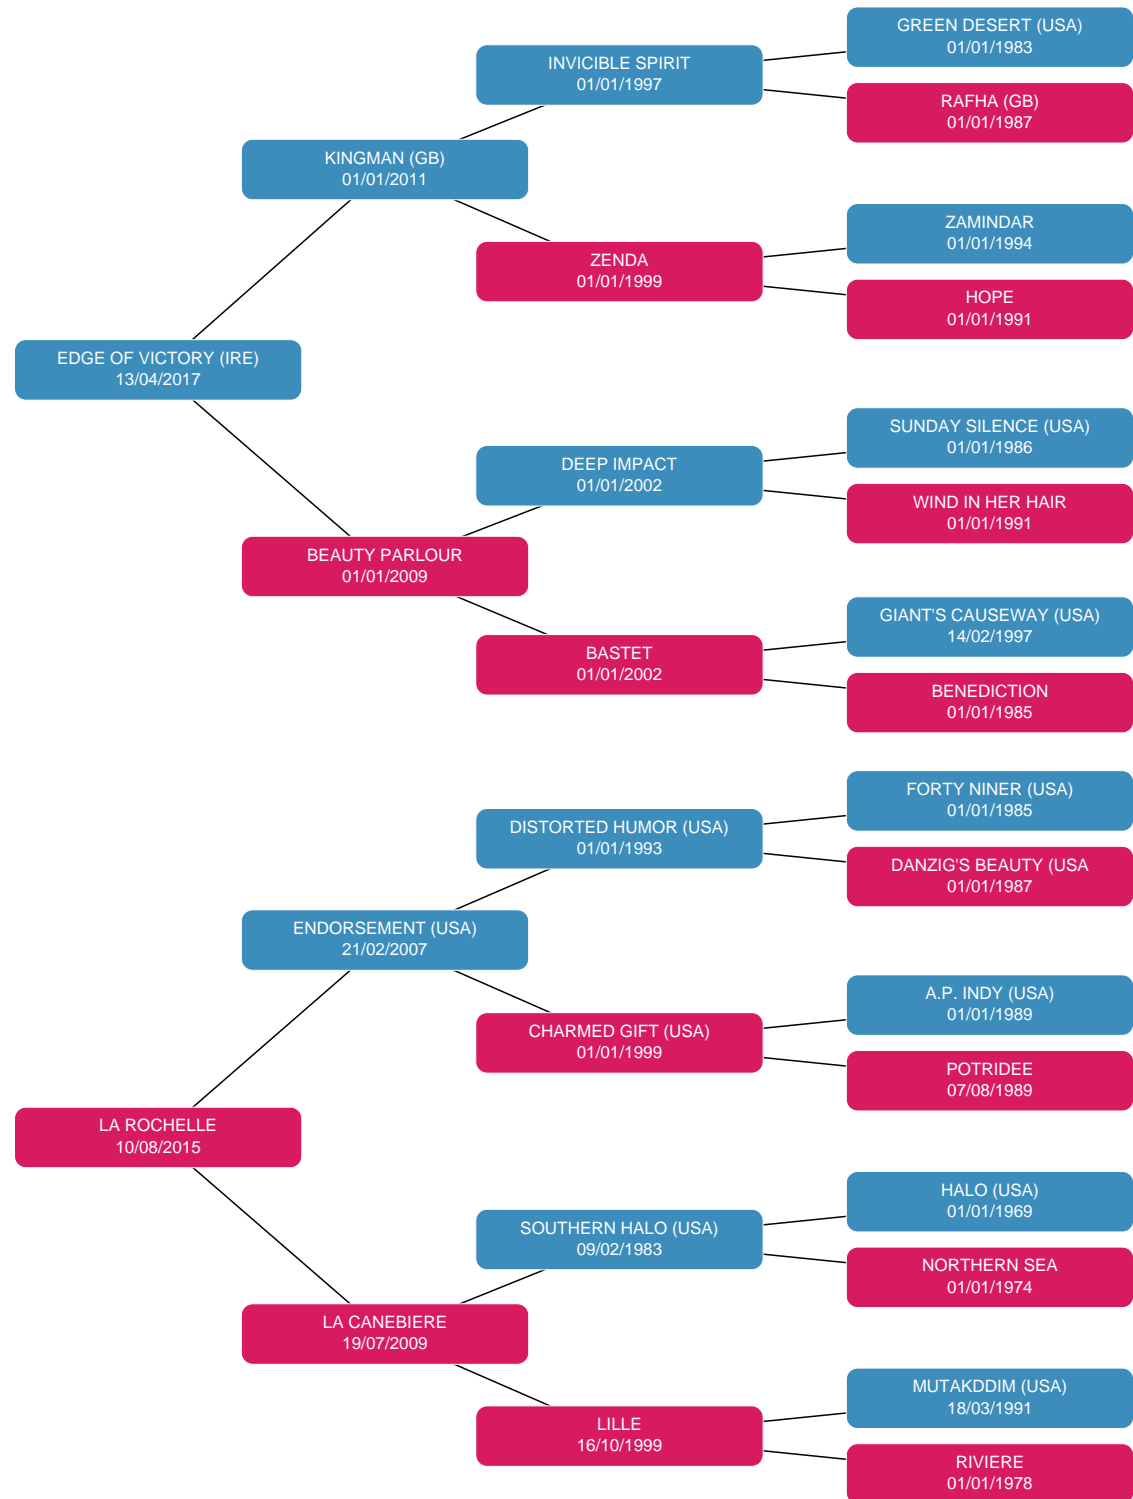 GREEN DESERT (USA)
01/01/1983
INVICIBLE SPIRIT
01/01/1997
RAFHA (GB)
01/01/1987
KINGMAN (GB)
01/01/2011
ZAMINDAR
01/01/1994
ZENDA
01/01/1999
HOPE
01/01/1991
EDGE OF VICTORY (IRE)
13/04/2017
SUNDAY SILENCE (USA)
01/01/1986
DEEP IMPACT
01/01/2002
WIND IN HER HAIR
01/01/1991
BEAUTY PARLOUR
01/01/2009
GIANT'S CAUSEWAY (USA)
14/02/1997
BASTET
01/01/2002
BENEDICTION
01/01/1985
FORTY NINER (USA)
01/01/1985
DISTORTED HUMOR (USA)
01/01/1993
DANZIG'S BEAUTY (USA
01/01/1987
ENDORSEMENT (USA)
21/02/2007
A.P. INDY (USA)
01/01/1989
CHARMED GIFT (USA)
01/01/1999
POTRIDEE
07/08/1989
LA ROCHELLE
10/08/2015
HALO (USA)
01/01/1969
SOUTHERN HALO (USA)
09/02/1983
NORTHERN SEA
01/01/1974
LA CANEBIERE
19/07/2009
MUTAKDDIM (USA)
18/03/1991
LILLE
16/10/1999
RIVIERE
01/01/1978